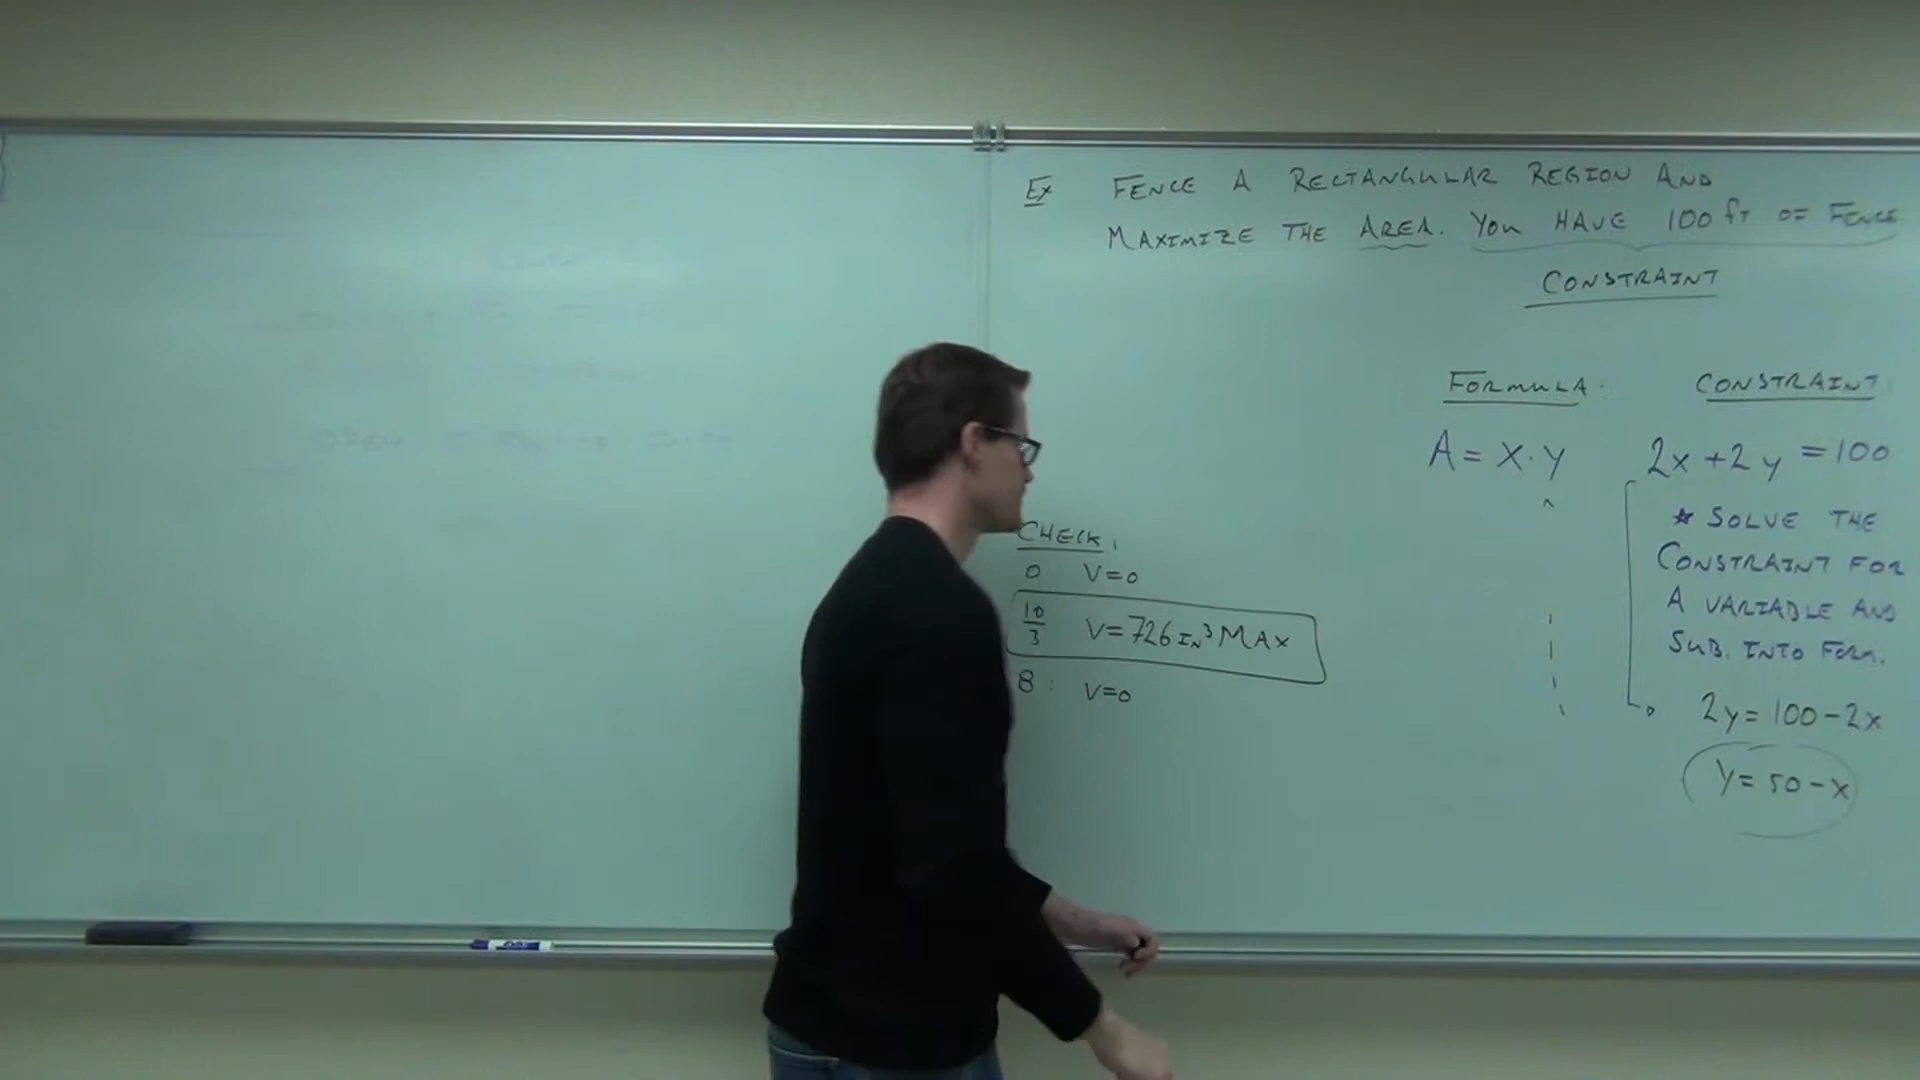 Ex FENCE A RECTANGULAR REGION AND
MAXIMIZE THE AREA. YOU HAVE 100 FT OF FENCE
CONSTRAINT
FORMULA:
A = X · Y
CONSTRAINT:
2x + 2y = 100
★ SOLVE THE
CONSTRAINT FOR
A VARIABLE AND
SUB. INTO FORM.
2y = 100 - 2x
y = 50 - x
CHECK:
0 V=0
10/3 V=726 IN³ MAX
8: V=0